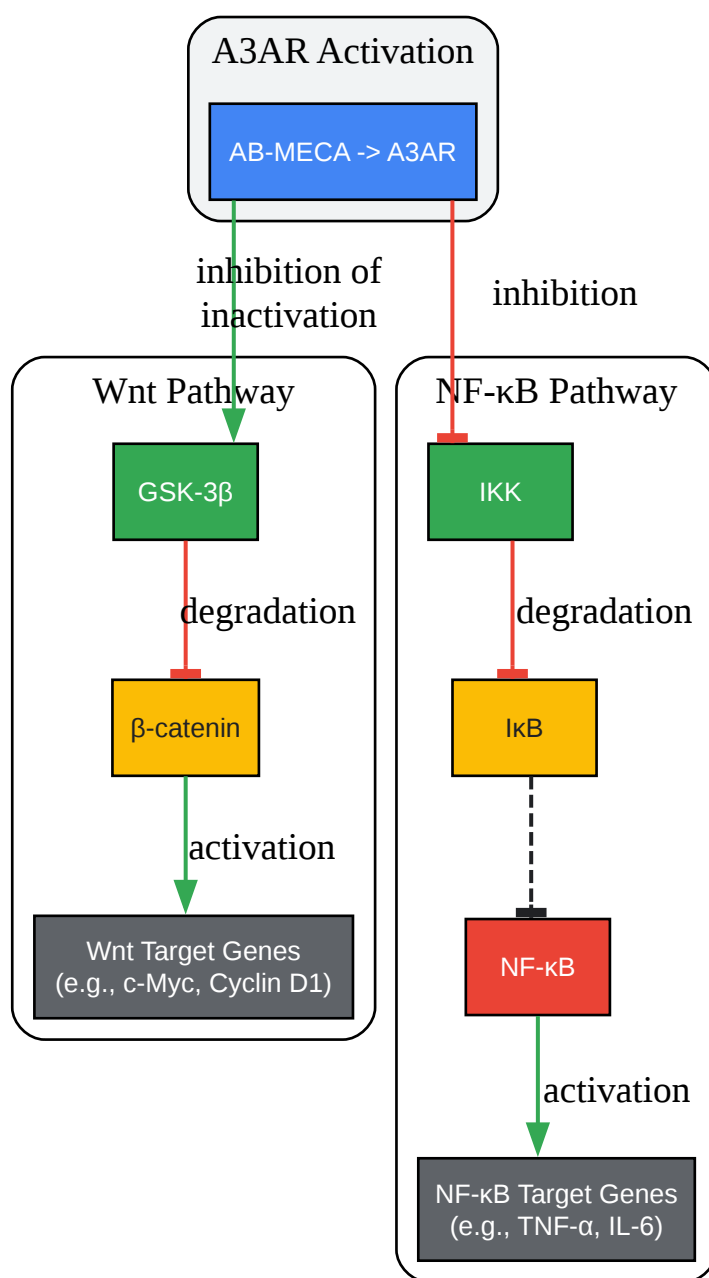 A3AR Activation
AB-MECA -> A3AR
inhibition of
inactivation
inhibition
Wnt Pathway
GSK-3β
degradation
β-catenin
activation
Wnt Target Genes
(e.g., c-Myc, Cyclin D1)
NF-κB Pathway
IKK
degradation
IκB
NF-κB
activation
NF-κB Target Genes
(e.g., TNF-α, IL-6)